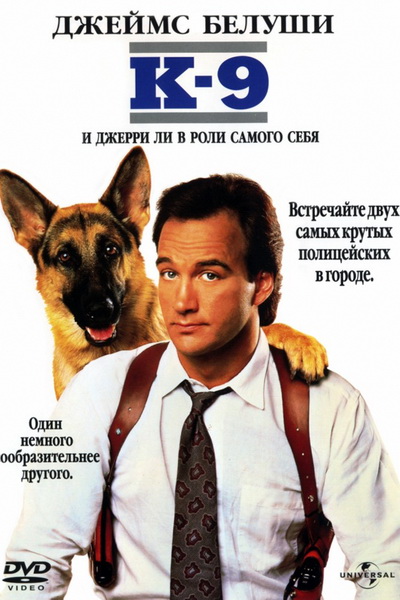 ДЖЕЙМС БЕЛУШИ
K-9
И ДЖЕРРИ ЛИ В РОЛИ САМОГО СЕБЯ
Встречайте двух
самых крутых
полицейских
в городе.
Один
немного
ообразительнее
другого.
DVD
VIDEO
UNIVERSAL